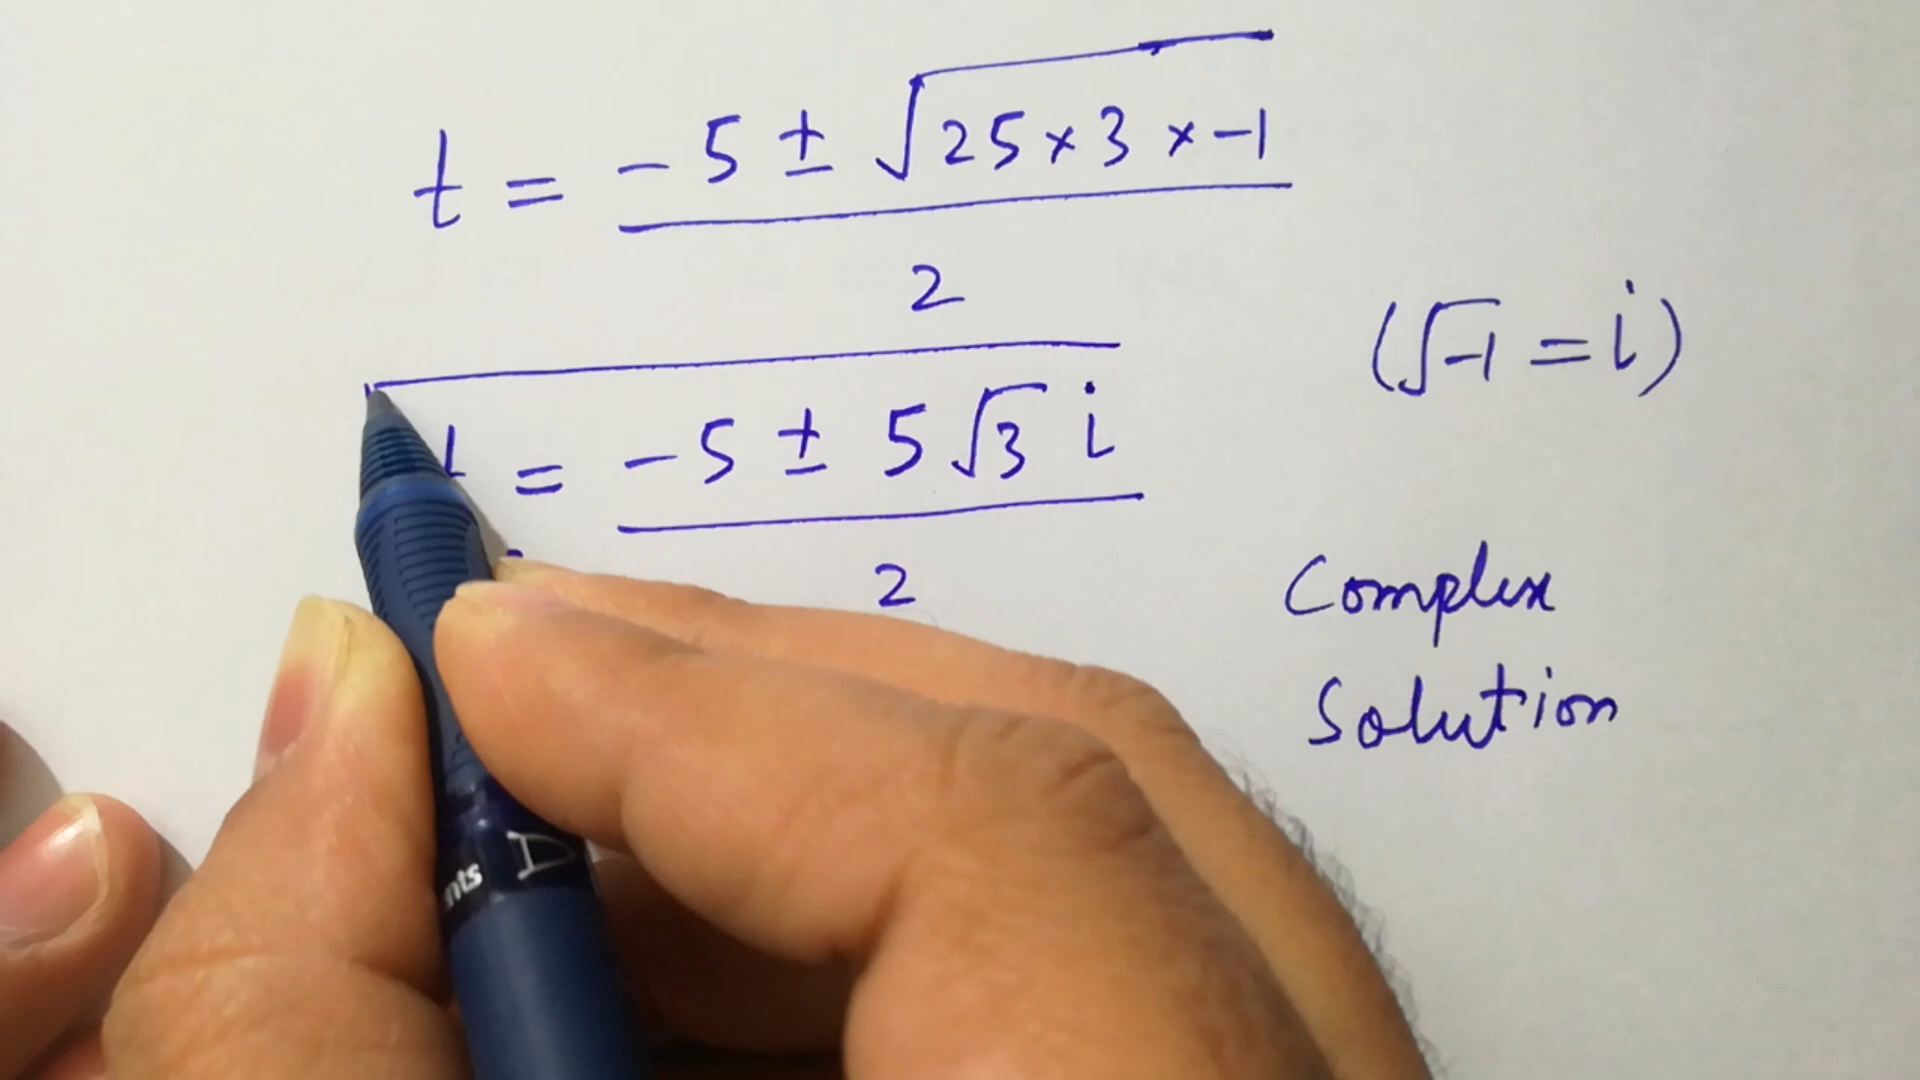 t = -5 ± √25 × 3 × -1
2
(√-1 = i)
t = -5 ± 5√3 i
2
Complex
Solution
nts